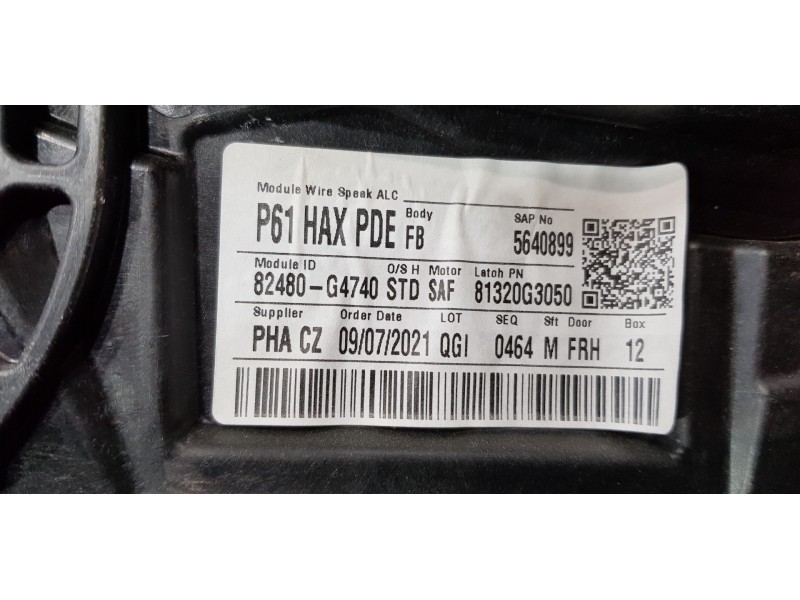 Module Wire Speak ALC
P61 HAX PDE Body FB SAP No 5640899
Module ID O/S H Motor Latch PN
82480-G4740 STD SAF 81320G3050
Supplier Order Date LOT SEQ Sft Door Box
PHA CZ 09/07/2021 QGI 0464 M FRH 12